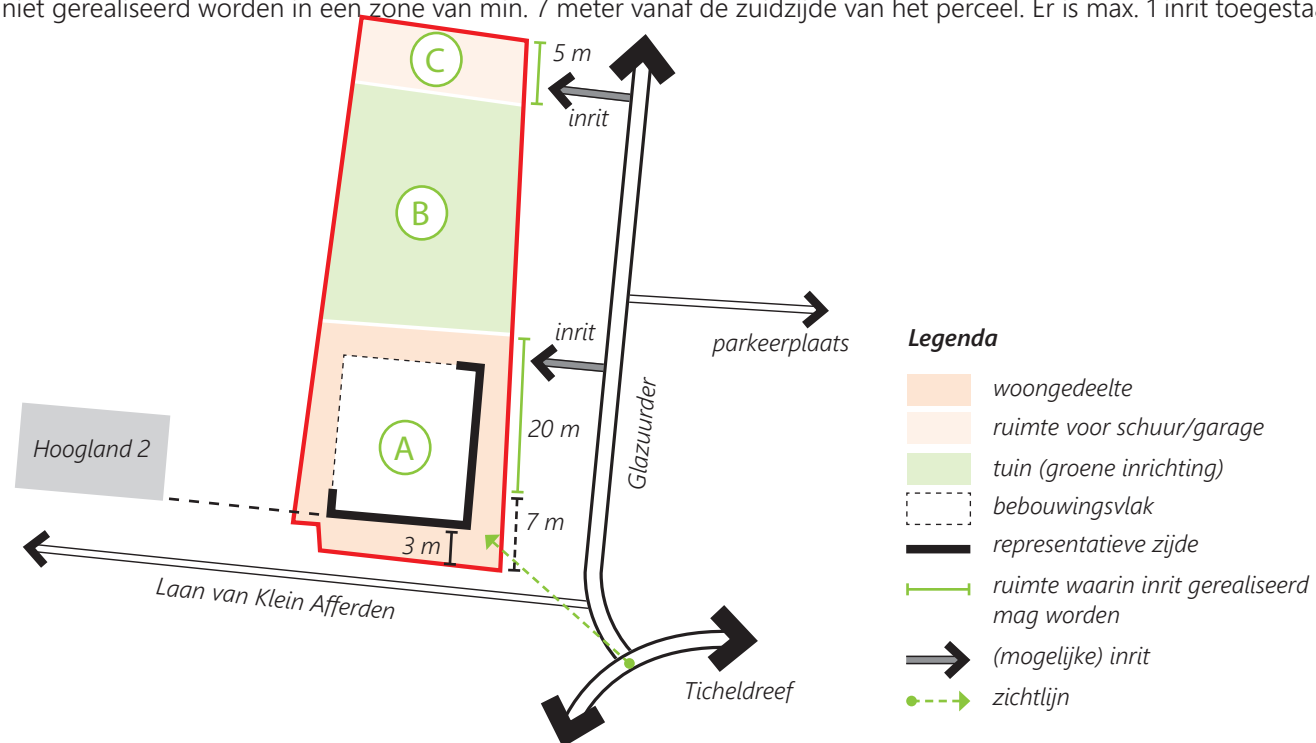 niet gerealiseerd worden in een zone van min. 7 meter vanaf de zuidzijde van het perceel. Er is max. 1 inrit
C
5 m
inrit
B
inrit
parkeerplaats
Glazuurder
20 m
A
Hoogland 2
7 m
3 m
Laan van Klein Afferden
Ticheldreef
Legenda
woongedeelte
ruimte voor schuur/garage
tuin (groene inrichting)
bebouwingsvlak
representatieve zijde
ruimte waarin inrit gerealiseerd
mag worden
(mogelijke) inrit
zichtlijn